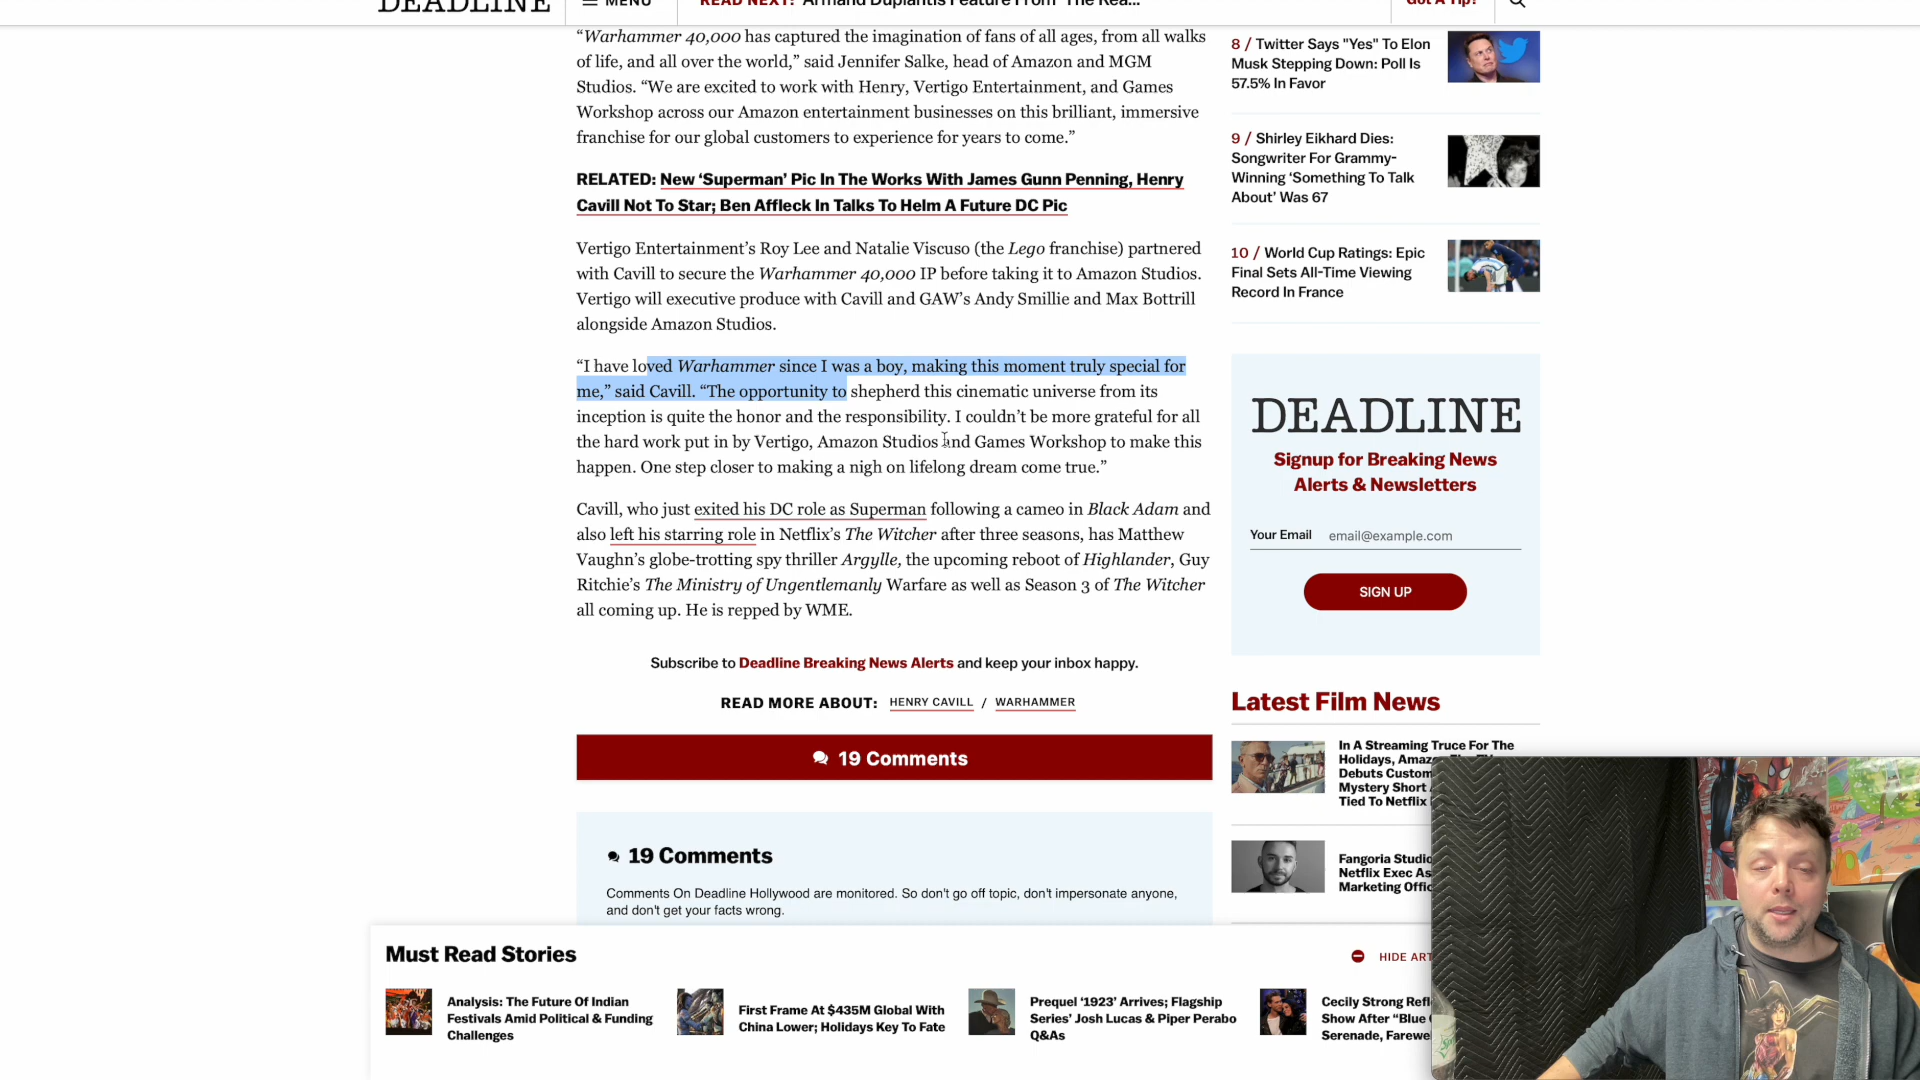 DEADLINE
MENU
READ NEXT: Armand Duplantis Feature From 'The Rea...
Got A Tip?
“Warhammer 40,000 has captured the imagination of fans of all ages, from all walks
of life, and all over the world,” said Jennifer Salke, head of Amazon and MGM
Studios. “We are excited to work with Henry, Vertigo Entertainment, and Games
Workshop across our Amazon entertainment businesses on this brilliant, immersive
franchise for our global customers to experience for years to come.”
RELATED: New ‘Superman’ Pic In The Works With James Gunn Penning, Henry
Cavill Not To Star; Ben Affleck In Talks To Helm A Future DC Pic
Vertigo Entertainment’s Roy Lee and Natalie Viscuso (the Lego franchise) partnered
with Cavill to secure the Warhammer 40,000 IP before taking it to Amazon Studios.
Vertigo will executive produce with Cavill and GAW’s Andy Smillie and Max Bottrill
alongside Amazon Studios.
“I have loved Warhammer since I was a boy, making this moment truly special for
me,” said Cavill. “The opportunity to shepherd this cinematic universe from its
inception is quite the honor and the responsibility. I couldn’t be more grateful for all
the hard work put in by Vertigo, Amazon Studios and Games Workshop to make this
happen. One step closer to making a nigh on lifelong dream come true.”
Cavill, who just exited his DC role as Superman following a cameo in Black Adam and
also left his starring role in Netflix’s The Witcher after three seasons, has Matthew
Vaughn’s globe-trotting spy thriller Argylle, the upcoming reboot of Highlander, Guy
Ritchie’s The Ministry of Ungentlemanly Warfare as well as Season 3 of The Witcher
all coming up. He is repped by WME.
Subscribe to Deadline Breaking News Alerts and keep your inbox happy.
READ MORE ABOUT: HENRY CAVILL / WARHAMMER
19 Comments
19 Comments
Comments On Deadline Hollywood are monitored. So don't go off topic, don't impersonate anyone,
and don't get your facts wrong.
8 / Twitter Says "Yes" To Elon
Musk Stepping Down: Poll Is
57.5% In Favor
9 / Shirley Eikhard Dies:
Songwriter For Grammy-
Winning ‘Something To Talk
About’ Was 67
10 / World Cup Ratings: Epic
Final Sets All-Time Viewing
Record In France
DEADLINE
Signup for Breaking News
Alerts & Newsletters
Your Email email@example.com
SIGN UP
Latest Film News
In A Streaming Truce For The
Holidays,
Debuts Custom
Mystery Short
Tied To Netflix
Fangoria Studio
Netflix Exec As
Marketing
Must Read Stories
HIDE
Analysis: The Future Of Indian
Festivals Amid Political & Funding
Challenges
First Frame At $435M Global With
China Lower; Holidays Key To Fate
Prequel ‘1923’ Arrives; Flagship
Series’ Josh Lucas & Piper Perabo
Q&As
Cecily Strong
Show After “Blue
Serenade,